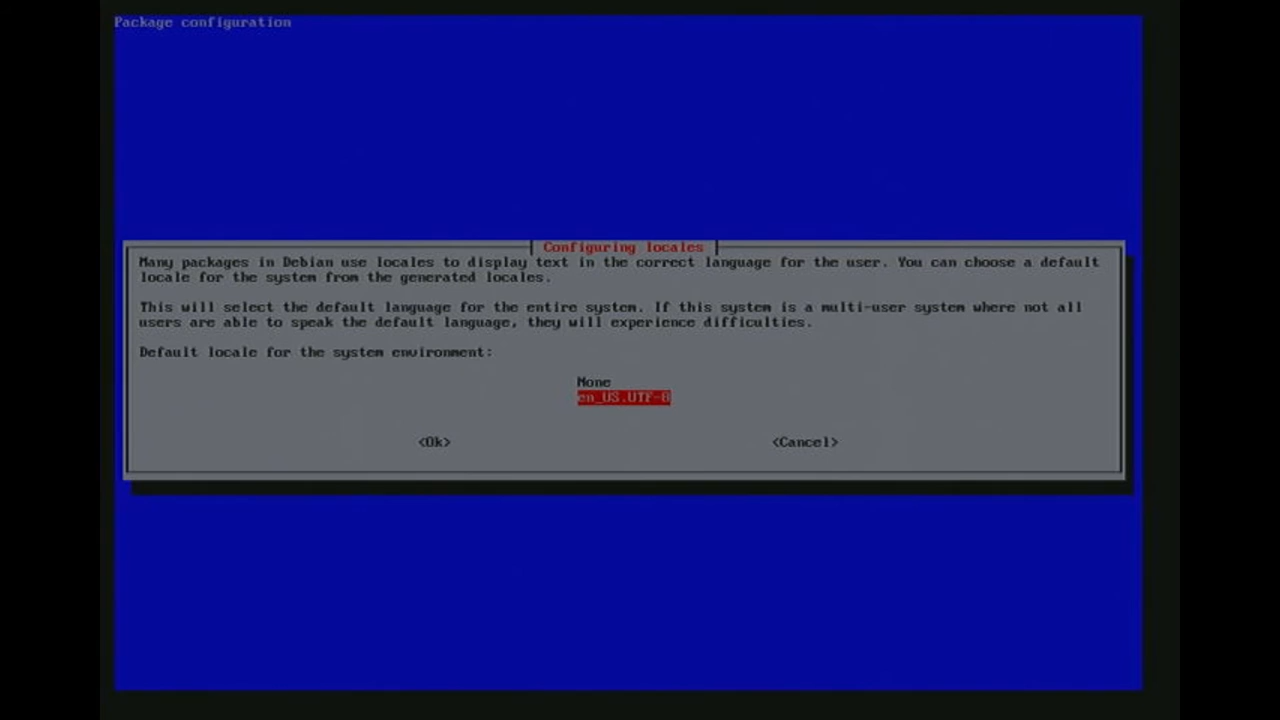 Package configuration
Configuring locales
Many packages in Debian use locales to display text in the correct language for the user. You can choose a default
locale for the system from the generated locales.
This will select the default language for the entire system. If this system is a multi-user system where not all
users are able to speak the default language, they will experience difficulties.
Default locale for the system environment:
None
en_US.UTF-8
<Ok>
<Cancel>